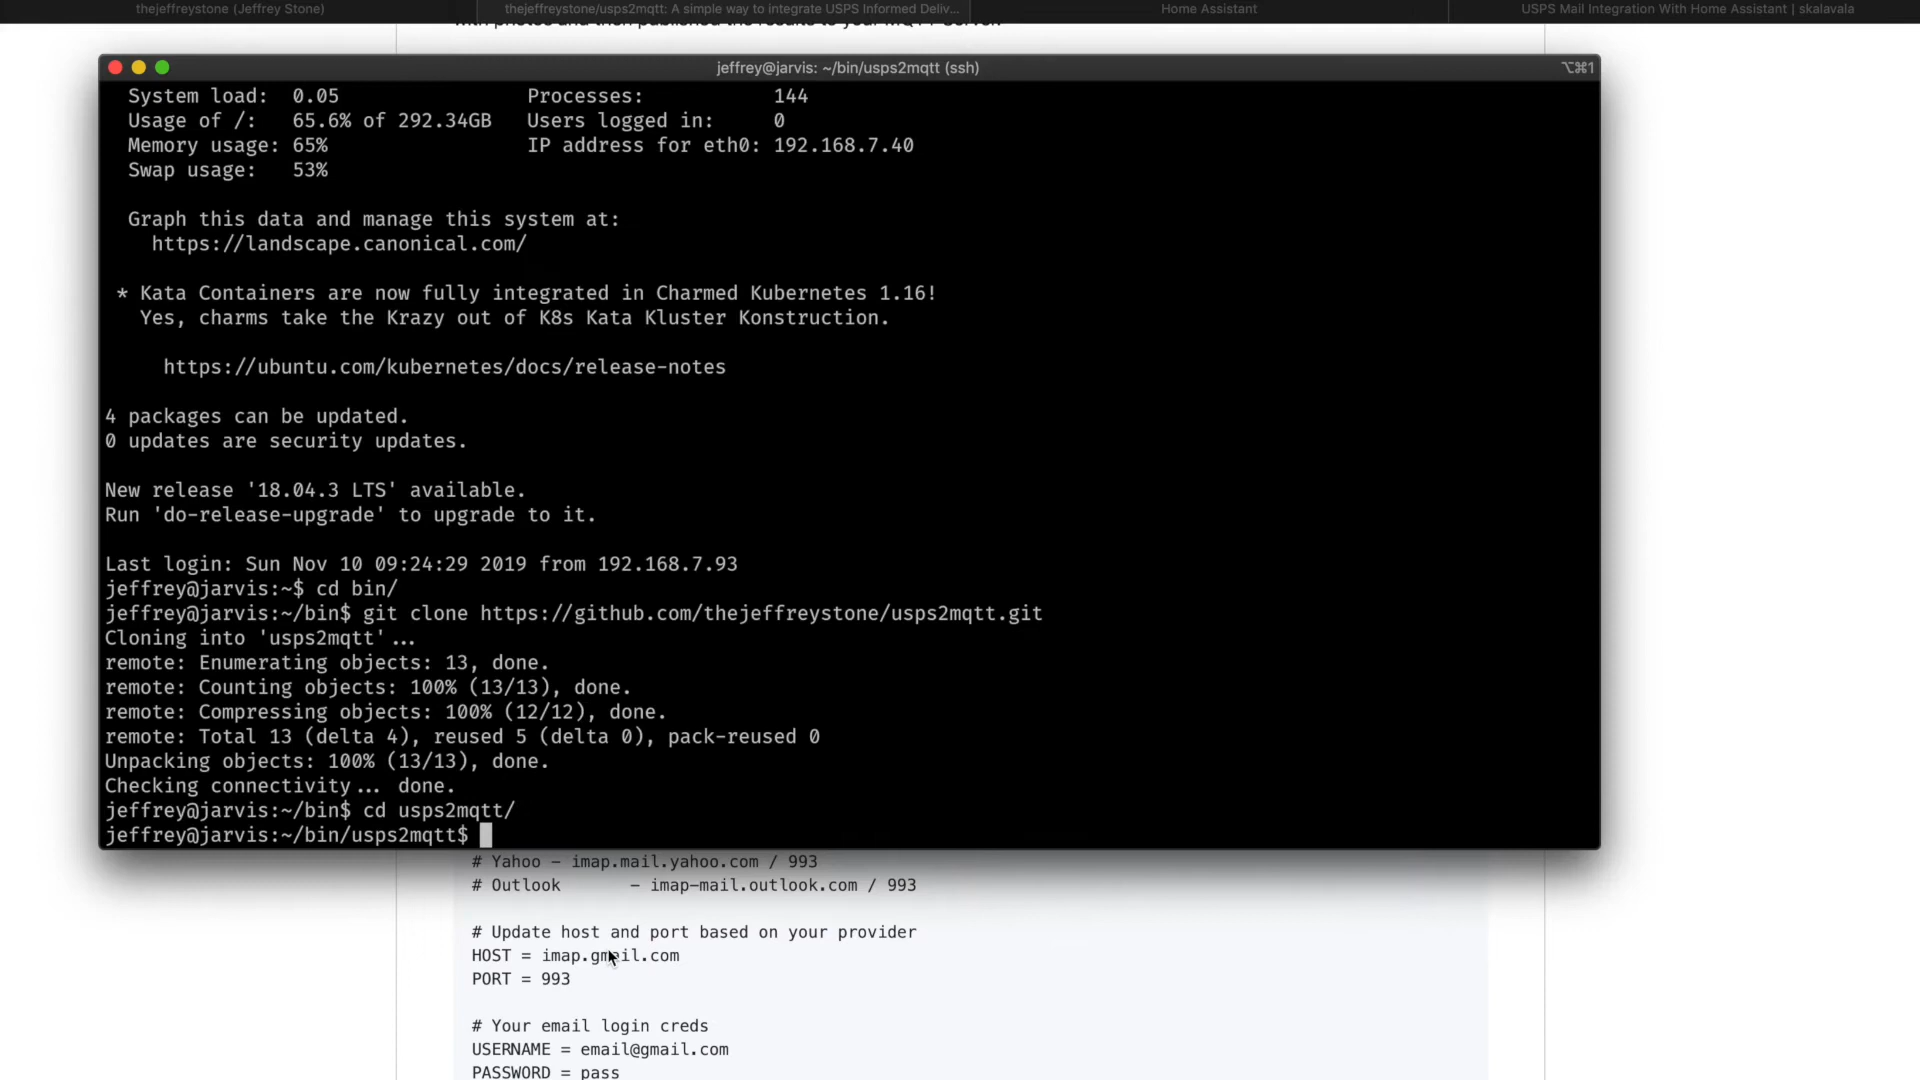 thejeffreystone (Jeffrey Stone)
thejeffreystone/usps2mqtt: A simple way to integrate USPS Informed Deliv...
Home Assistant
USPS Mail Integration With Home Assistant | skalavala
jeffrey@jarvis: ~/bin/usps2mqtt (ssh)
⌥⌘1
System load: 0.05 Processes: 144
Usage of /: 65.6% of 292.34GB Users logged in: 0
Memory usage: 65% IP address for eth0: 192.168.7.40
Swap usage: 53%
Graph this data and manage this system at:
https://landscape.canonical.com/
* Kata Containers are now fully integrated in Charmed Kubernetes 1.16!
Yes, charms take the Krazy out of K8s Kata Kluster Konstruction.
https://ubuntu.com/kubernetes/docs/release-notes
4 packages can be updated.
0 updates are security updates.
New release '18.04.3 LTS' available.
Run 'do-release-upgrade' to upgrade to it.
Last login: Sun Nov 10 09:24:29 2019 from 192.168.7.93
jeffrey@jarvis:~$ cd bin/
jeffrey@jarvis:~/bin$ git clone https://github.com/thejeffreystone/usps2mqtt.git
Cloning into 'usps2mqtt'...
remote: Enumerating objects: 13, done.
remote: Counting objects: 100% (13/13), done.
remote: Compressing objects: 100% (12/12), done.
remote: Total 13 (delta 4), reused 5 (delta 0), pack-reused 0
Unpacking objects: 100% (13/13), done.
Checking connectivity... done.
jeffrey@jarvis:~/bin$ cd usps2mqtt/
jeffrey@jarvis:~/bin/usps2mqtt$
# Yahoo – imap.mail.yahoo.com / 993
# Outlook – imap-mail.outlook.com / 993
# Update host and port based on your provider
HOST = imap.gmail.com
PORT = 993
# Your email login creds
USERNAME = email@gmail.com
PASSWORD = pass